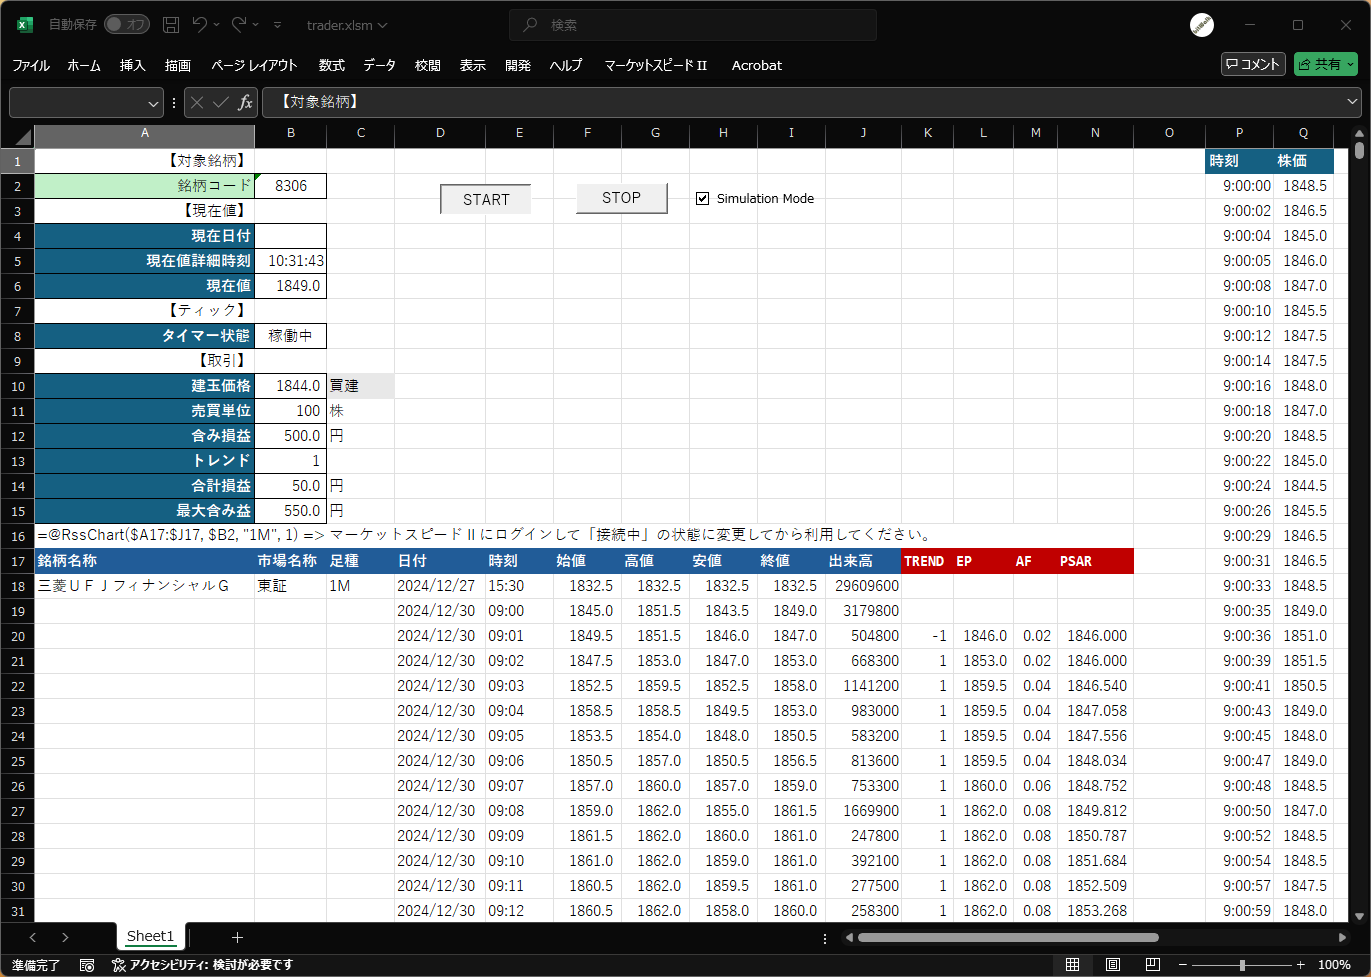 自動保存 オフ trader.xlsm 検索
ファイル ホーム 挿入 描画 ページ レイアウト 数式 データ 校閲 表示 開発 ヘルプ マーケットスピード II Acrobat コメント 共有
fx 【対象銘柄】
A B C D E F G H I J K L M N O P Q
1 【対象銘柄】 時刻 株価
2 銘柄コード 8306 START STOP Simulation Mode 9:00:00 1848.5
3 【現在値】 9:00:02 1846.5
4 現在日付 9:00:04 1845.0
5 現在値詳細時刻 10:31:43 9:00:05 1846.0
6 現在値 1849.0 9:00:08 1847.0
7 【ティック】 9:00:10 1845.5
8 タイマー状態 稼働中 9:00:12 1847.5
9 【取引】 9:00:14 1847.5
10 建玉価格 1844.0 買建 9:00:16 1848.0
11 売買単位 100 株 9:00:18 1847.0
12 含み損益 500.0 円 9:00:20 1848.5
13 トレンド 1 9:00:22 1845.0
14 合計損益 50.0 円 9:00:24 1844.5
15 最大含み益 550.0 円 9:00:26 1845.5
16 =@RssChart($A17:$J17, $B2, "1M", 1) => マーケットスピード II にログインして「接続中」の状態に変更してから利用してください。 9:00:29 1846.5
17 銘柄名称 市場名称 足種 日付 時刻 始値 高値 安値 終値 出来高 TREND EP AF PSAR 9:00:31 1846.5
18 三菱ＵＦＪフィナンシャルＧ 東証 1M 2024/12/27 15:30 1832.5 1832.5 1832.5 1832.5 29609600 9:00:33 1848.5
19 2024/12/30 09:00 1845.0 1851.5 1843.5 1849.0 3179800 9:00:35 1849.0
20 2024/12/30 09:01 1849.5 1851.5 1846.0 1847.0 504800 -1 1846.0 0.02 1846.000 9:00:36 1851.0
21 2024/12/30 09:02 1847.5 1853.0 1847.0 1853.0 668300 1 1853.0 0.02 1846.000 9:00:39 1851.5
22 2024/12/30 09:03 1852.5 1859.5 1852.5 1858.0 1141200 1 1859.5 0.04 1846.540 9:00:41 1850.5
23 2024/12/30 09:04 1858.5 1858.5 1849.5 1853.0 983000 1 1859.5 0.04 1847.058 9:00:43 1849.0
24 2024/12/30 09:05 1853.5 1854.0 1848.0 1850.5 583200 1 1859.5 0.04 1847.556 9:00:45 1848.0
25 2024/12/30 09:06 1850.5 1857.0 1850.5 1856.5 813600 1 1859.5 0.04 1848.034 9:00:47 1849.0
26 2024/12/30 09:07 1857.0 1860.0 1857.0 1859.0 753300 1 1860.0 0.06 1848.752 9:00:48 1848.5
27 2024/12/30 09:08 1859.0 1862.0 1855.0 1861.5 1669900 1 1862.0 0.08 1849.812 9:00:50 1847.0
28 2024/12/30 09:09 1861.5 1862.0 1860.0 1861.0 247800 1 1862.0 0.08 1850.787 9:00:52 1848.5
29 2024/12/30 09:10 1861.0 1862.0 1859.0 1861.0 392100 1 1862.0 0.08 1851.684 9:00:54 1848.5
30 2024/12/30 09:11 1860.5 1862.0 1859.5 1861.0 277500 1 1862.0 0.08 1852.509 9:00:57 1847.5
31 2024/12/30 09:12 1860.5 1862.0 1858.0 1860.0 258300 1 1862.0 0.08 1853.268 9:00:59 1848.0
Sheet1
準備完了 アクセシビリティ: 検討が必要です 100%